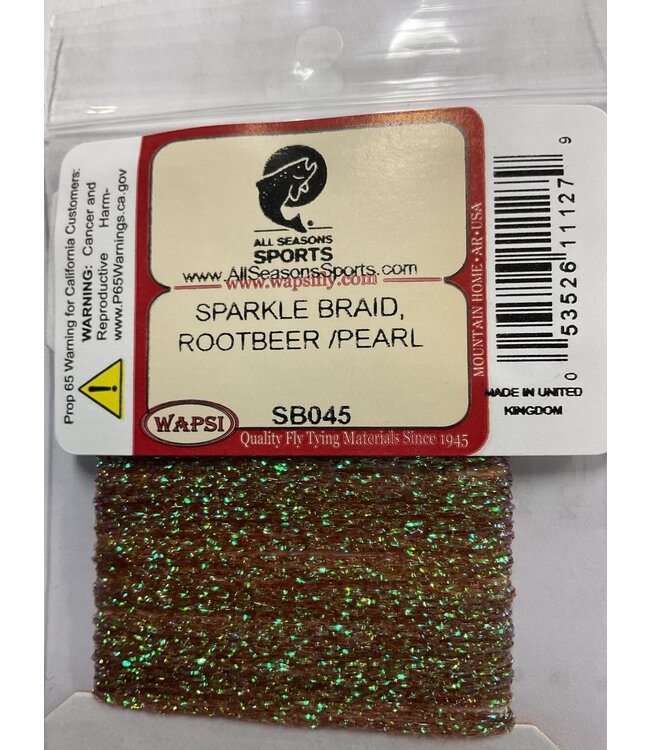 Prop 65 Warning for California Customers:
WARNING: Cancer and
Reproductive Harm-
www.P65Warnings.ca.gov
ALL SEASONS
SPORTS
www.AllSeasonsSports.com
www.wapsifly.com
SPARKLE BRAID,
ROOTBEER /PEARL
SB045
WAPSI
Quality Fly Tying Materials Since 1945
MOUNTAIN HOME • AR • USA
0 53526 11127 9
MADE IN UNITED
KINGDOM